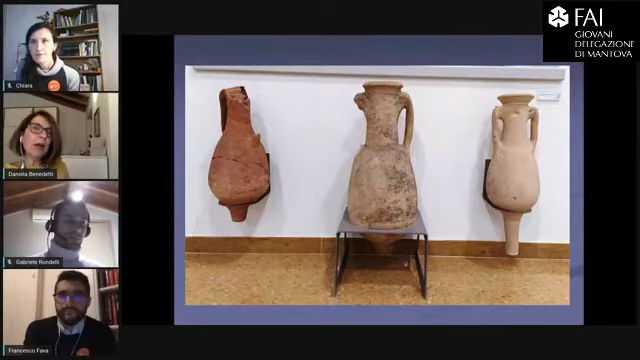 FAI
GIOVANI
DELEGAZIONE
DI MANTOVA
Chiara
Daniela Benedetti
Gabriele Rondelli
Francesco Fava